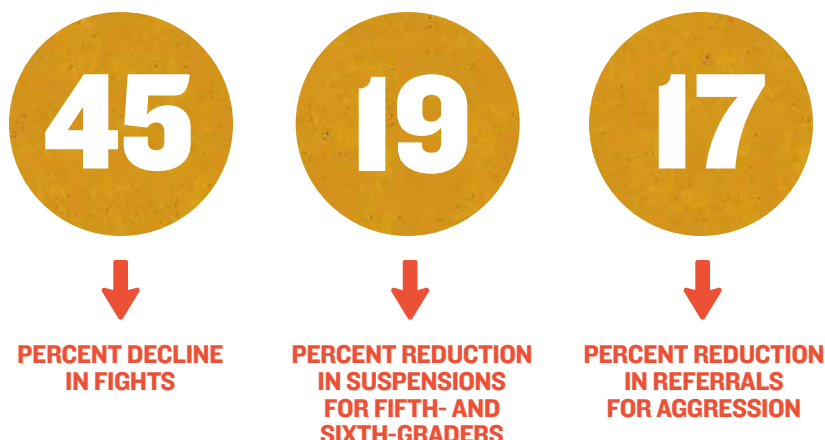 45
PERCENT DECLINE
IN FIGHTS
19
PERCENT REDUCTION
IN SUSPENSIONS
FOR FIFTH- AND
SIXTH-GRADERS
17
PERCENT REDUCTION
IN REFERRALS
FOR AGGRESSION